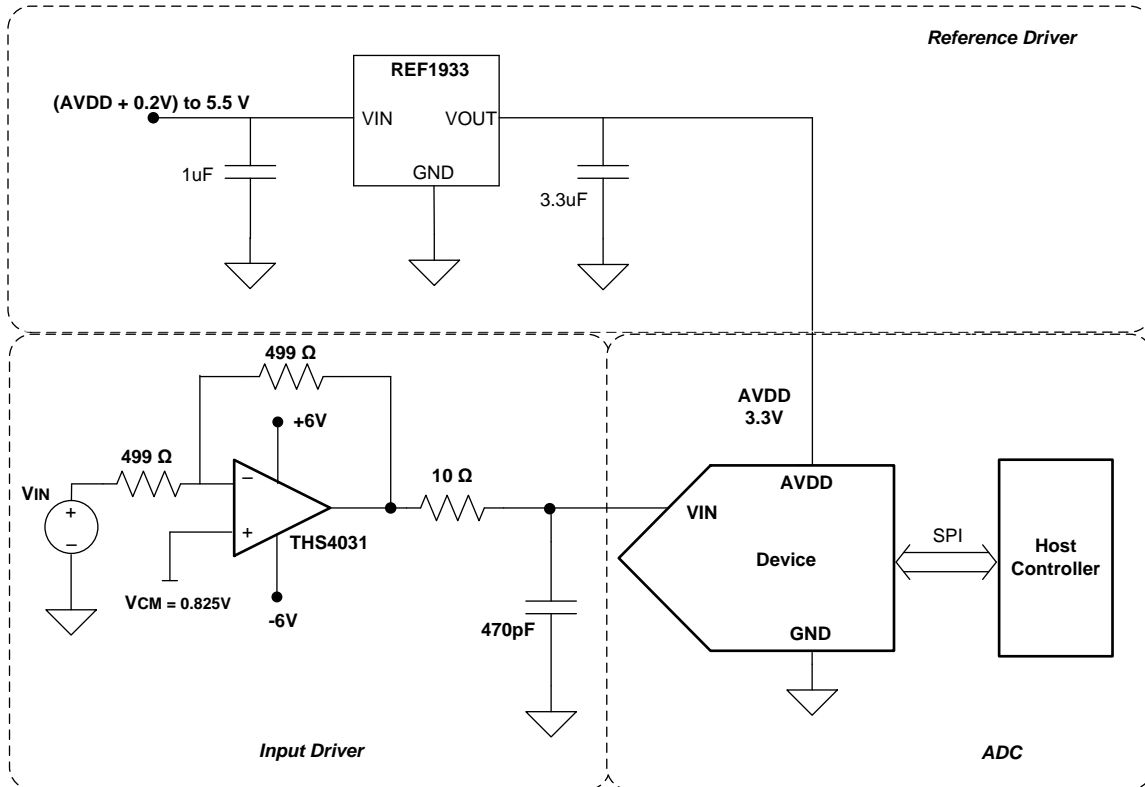 Reference Driver
REF1933
(AVDD + 0.2V) to 5.5 V
VIN
VOUT
GND
1uF
3.3uF
499 Ω
+6V
499 Ω
VIN
+
−
−
+
THS4031
VCM = 0.825V
-6V
10 Ω
470pF
Input Driver
AVDD
3.3V
AVDD
VIN
Device
GND
SPI
Host
Controller
ADC